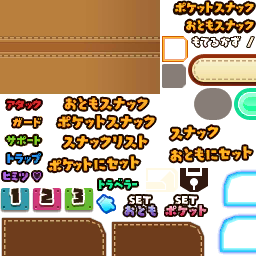 ポケットスナック
おともスナック
もてるかず /
アタック
ガード
サポート
トラップ
ヒミツ ♡
おともスナック
ポケットスナック
スナックリスト
ポケットにセット
トラベラー
スナック
おともにセット
1 2 3
SET
おとも
SET
ポケット